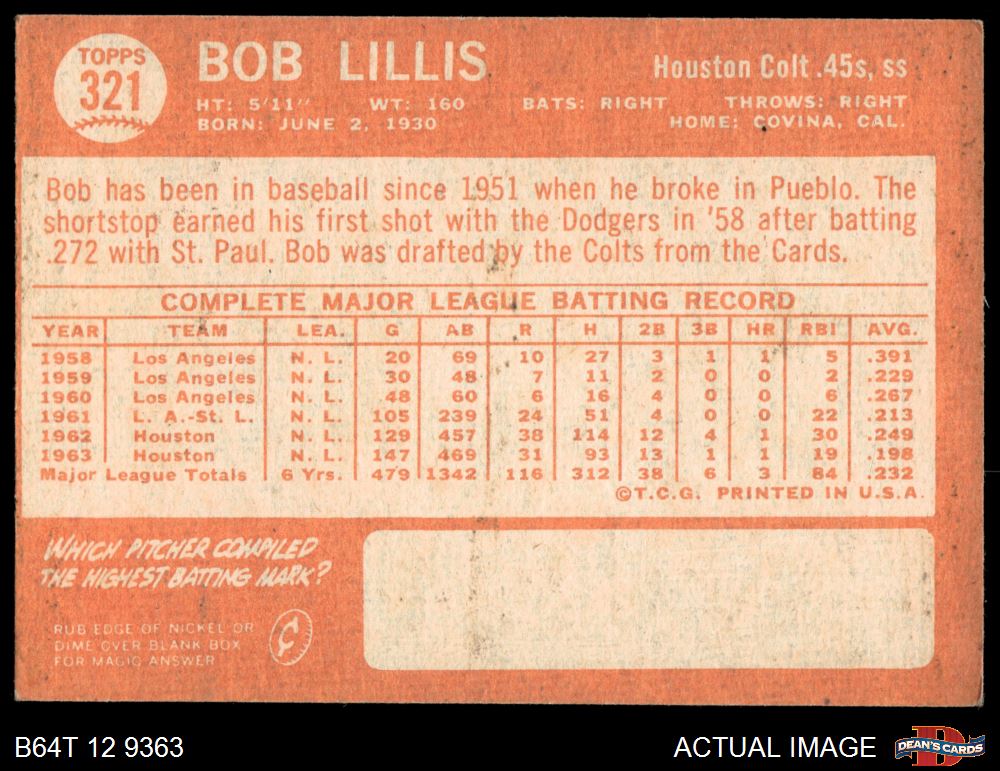 TOPPS
321
BOB LILLIS
Houston Colt .45s, ss
HT: 5'11" WT: 160 BATS: RIGHT THROWS: RIGHT
BORN: JUNE 2, 1930 HOME: COVINA, CAL.
Bob has been in baseball since 1951 when he broke in Pueblo. The
shortstop earned his first shot with the Dodgers in '58 after batting
.272 with St. Paul. Bob was drafted by the Colts from the Cards.
COMPLETE MAJOR LEAGUE BATTING RECORD
YEAR TEAM LEA. G AB R H 2B 3B HR RBI AVG.
1958 Los Angeles N. L. 20 69 10 27 3 1 1 5 .391
1959 Los Angeles N. L. 30 48 7 11 2 0 0 2 .229
1960 Los Angeles N. L. 48 60 6 16 4 0 0 6 .267
1961 L. A.-St. L. N. L. 105 239 24 51 4 0 0 22 .213
1962 Houston N. L. 129 457 38 114 12 4 1 30 .249
1963 Houston N. L. 147 469 31 93 13 1 1 19 .198
Major League Totals 6 Yrs. 479 1342 116 312 38 6 3 84 .232
©T.C.G. PRINTED IN U.S.A.
WHICH PITCHER COMPILED
THE HIGHEST BATTING MARK?
RUB EDGE OF NICKEL OR
DIME OVER BLANK BOX
FOR MAGIC ANSWER
¢
B64T 12 9363
ACTUAL IMAGE
D
DEAN'S CARDS